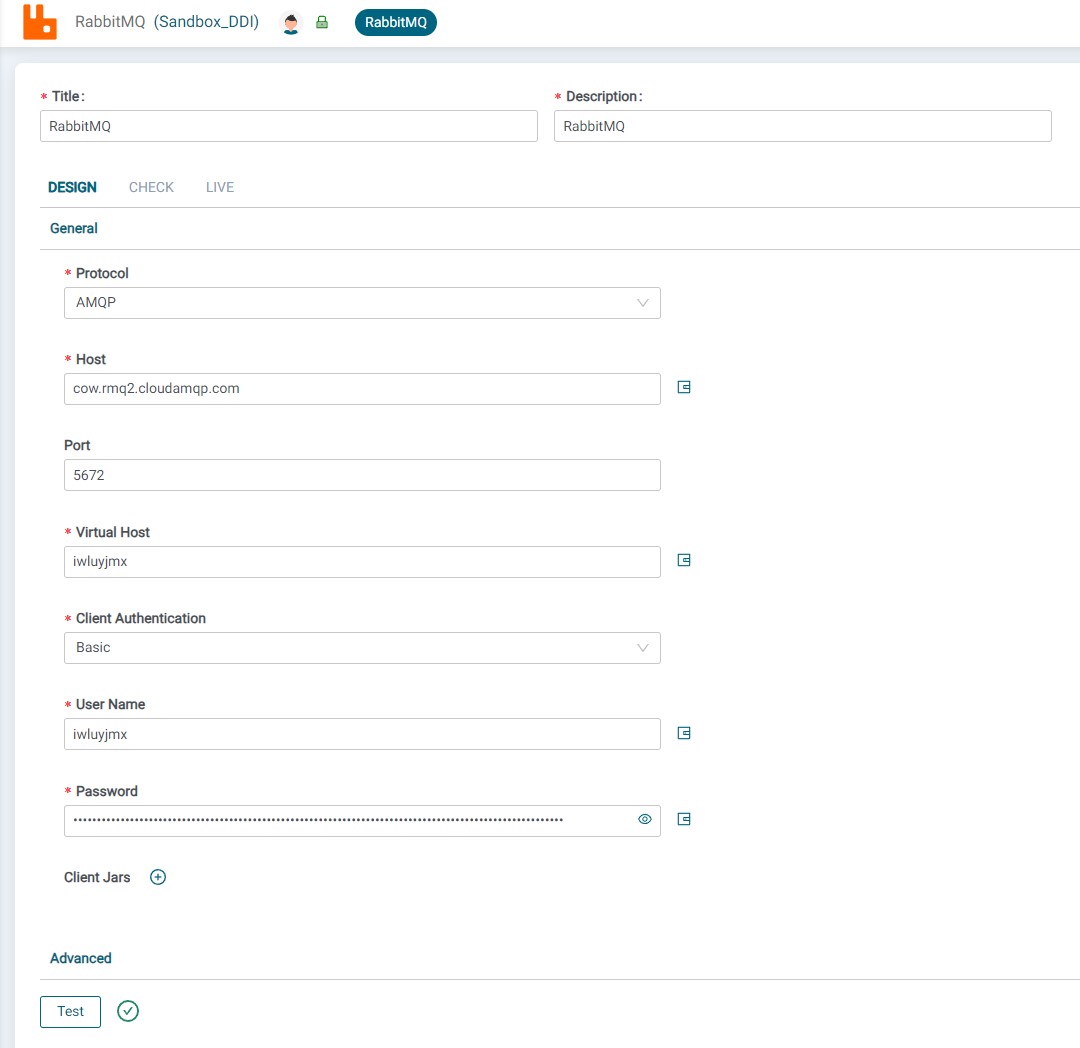 RabbitMQ (Sandbox_DDI) RabbitMQ
* Title: * Description:
RabbitMQ RabbitMQ
DESIGN CHECK LIVE
General
* Protocol
AMQP
* Host
cow.rmq2.cloudamqp.com
Port
5672
* Virtual Host
iwluyjmx
* Client Authentication
Basic
* User Name
iwluyjmx
* Password
Client Jars
Advanced
Test